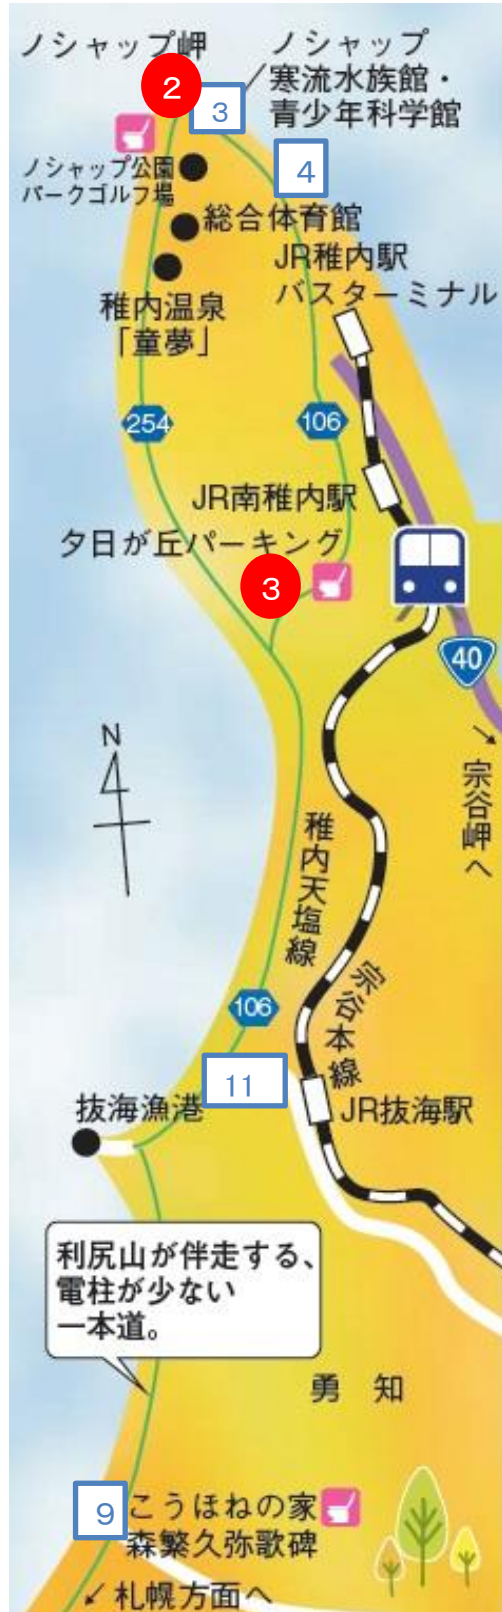 ノシャップ岬
2
3
ノシャップ
寒流水族館・
青少年科学館
ノシャップ公園
パークゴルフ場
4
総合体育館
JR稚内駅
バスターミナル
稚内温泉
「童夢」
254
106
JR南稚内駅
夕日が丘パーキング
3
40
→宗谷岬へ
N
稚内天塩線
宗谷本線
106
11
抜海漁港
JR抜海駅
利尻山が伴走する、
電柱が少ない
一本道。
勇 知
9
こうほねの家
森繁久弥歌碑
↙札幌方面へ